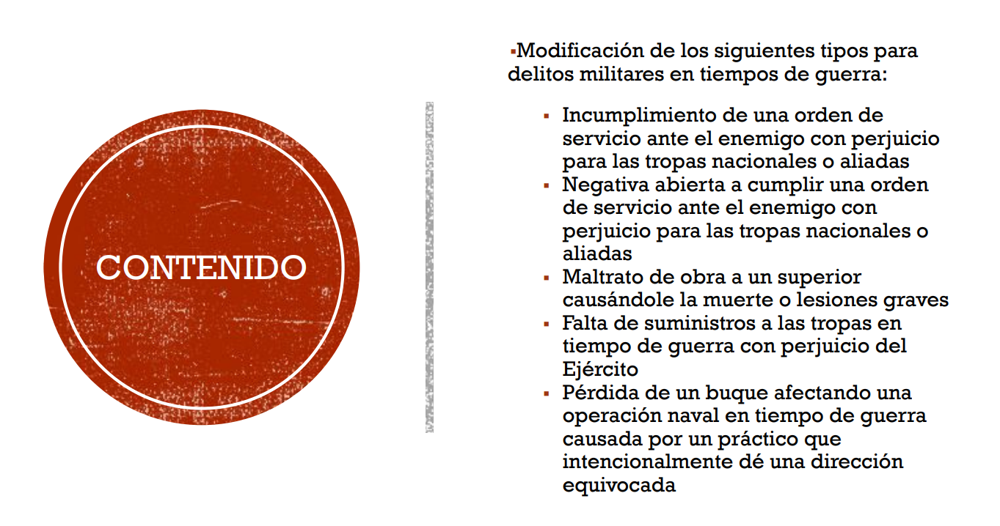 CONTENIDO
▪Modificación de los siguientes tipos para
delitos militares en tiempos de guerra:
▪ Incumplimiento de una orden de
servicio ante el enemigo con perjuicio
para las tropas nacionales o aliadas
▪ Negativa abierta a cumplir una orden
de servicio ante el enemigo con
perjuicio para las tropas nacionales o
aliadas
▪ Maltrato de obra a un superior
causándole la muerte o lesiones graves
▪ Falta de suministros a las tropas en
tiempo de guerra con perjuicio del
Ejército
▪ Pérdida de un buque afectando una
operación naval en tiempo de guerra
causada por un práctico que
intencionalmente dé una dirección
equivocada